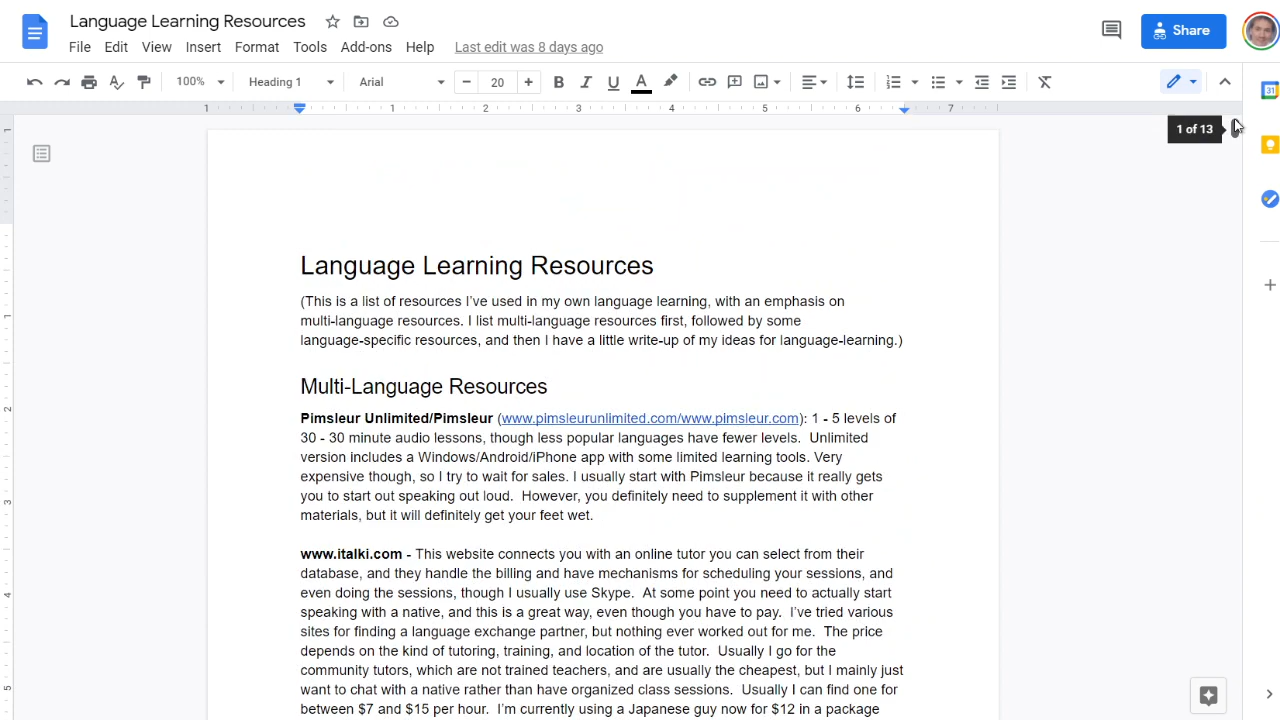 Language Learning Resources
File Edit View Insert Format Tools Add-ons Help Last edit was 8 days ago
Share
100% Heading 1 Arial 20 B I U A
1 1 2 3 4 5 6 7
1 of 13
31
1
1
2
3
4
5
Language Learning Resources
(This is a list of resources I've used in my own language learning, with an emphasis on
multi-language resources. I list multi-language resources first, followed by some
language-specific resources, and then I have a little write-up of my ideas for language-learning.)
Multi-Language Resources
Pimsleur Unlimited/Pimsleur (www.pimsleurunlimited.com/www.pimsleur.com): 1 - 5 levels of
30 - 30 minute audio lessons, though less popular languages have fewer levels. Unlimited
version includes a Windows/Android/iPhone app with some limited learning tools. Very
expensive though, so I try to wait for sales. I usually start with Pimsleur because it really gets
you to start out speaking out loud. However, you definitely need to supplement it with other
materials, but it will definitely get your feet wet.
www.italki.com - This website connects you with an online tutor you can select from their
database, and they handle the billing and have mechanisms for scheduling your sessions, and
even doing the sessions, though I usually use Skype. At some point you need to actually start
speaking with a native, and this is a great way, even though you have to pay. I've tried various
sites for finding a language exchange partner, but nothing ever worked out for me. The price
depends on the kind of tutoring, training, and location of the tutor. Usually I go for the
community tutors, which are not trained teachers, and are usually the cheapest, but I mainly just
want to chat with a native rather than have organized class sessions. Usually I can find one for
between $7 and $15 per hour. I'm currently using a Japanese guy now for $12 in a package